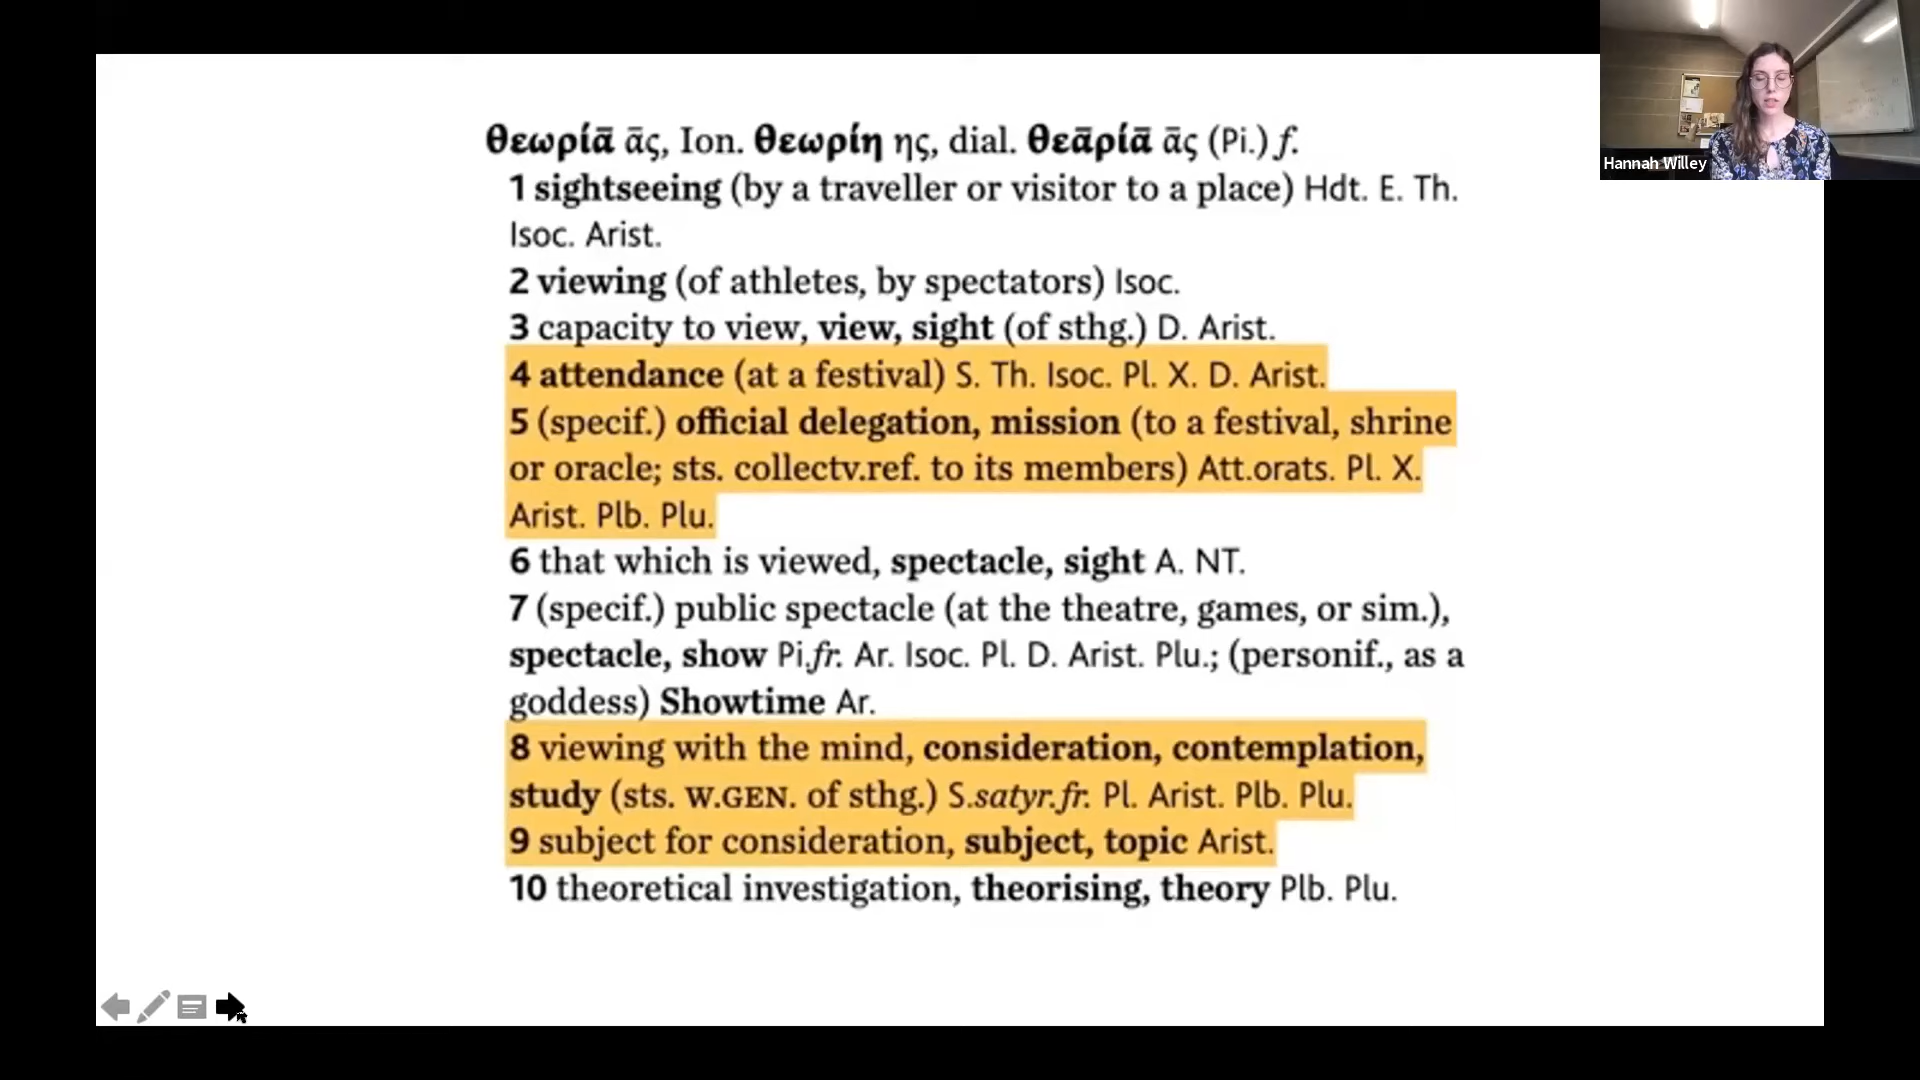 θεωρίᾱ ᾱς, Ion. θεωρίη ης, dial. θεᾱρίᾱ ᾱς (Pi.) f.
1 sightseeing (by a traveller or visitor to a place) Hdt. E. Th.
Isoc. Arist.
2 viewing (of athletes, by spectators) Isoc.
3 capacity to view, view, sight (of sthg.) D. Arist.
4 attendance (at a festival) S. Th. Isoc. Pl. X. D. Arist.
5 (specif.) official delegation, mission (to a festival, shrine
or oracle; sts. collectv.ref. to its members) Att.orats. Pl. X.
Arist. Plb. Plu.
6 that which is viewed, spectacle, sight A. NT.
7 (specif.) public spectacle (at the theatre, games, or sim.),
spectacle, show Pi.fr. Ar. Isoc. Pl. D. Arist. Plu.; (personif., as a
goddess) Showtime Ar.
8 viewing with the mind, consideration, contemplation,
study (sts. W.GEN. of sthg.) S.satyr.fr. Pl. Arist. Plb. Plu.
9 subject for consideration, subject, topic Arist.
10 theoretical investigation, theorising, theory Plb. Plu.
Hannah Willey